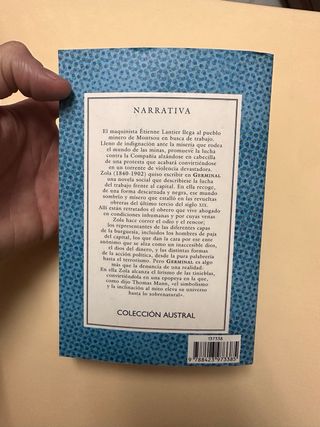 NARRATIVA
El maquinista Étienne Lantier llega al pueblo
minero de Montsou en busca de trabajo.
Lleno de indignación ante la miseria que rodea
el mundo de las minas, promueve la lucha
contra la Compañía alzándose en cabecilla
de una protesta que acabará convirtiéndose
en un torrente de violencia devastadora.
Zola (1840-1902) quiso escribir en GERMINAL
una novela social que describiese la lucha
del trabajo frente al capital. En ella recoge,
de una forma descarnada y negra, ese mundo
sombrío y mísero que estalló en las revueltas
obreras del último tercio del siglo XIX.
Allí están retratados el obrero que vive ahogado
en condiciones inhumanas y por cuyas venas
Zola hace correr el odio y el rencor;
los representantes de las diferentes capas
de la burguesía, incluidos los hombres de paja
del capital, los que dan la cara por ese ente
anónimo que se alza como un inaccesible dios,
el dios del dinero, y las distintas formas
de la acción política, desde la pura palabrería
hasta el terrorismo. Pero GERMINAL es algo
más que la denuncia de una realidad.
En ella Zola alcanza el lirismo de las tinieblas,
convirtiéndola en una epopeya en la que,
como dijo Thomas Mann, «el simbolismo
y la inclinación al mito eleva su universo
hasta lo sobrenatural».
COLECCIÓN AUSTRAL
137338
9 788423 973385